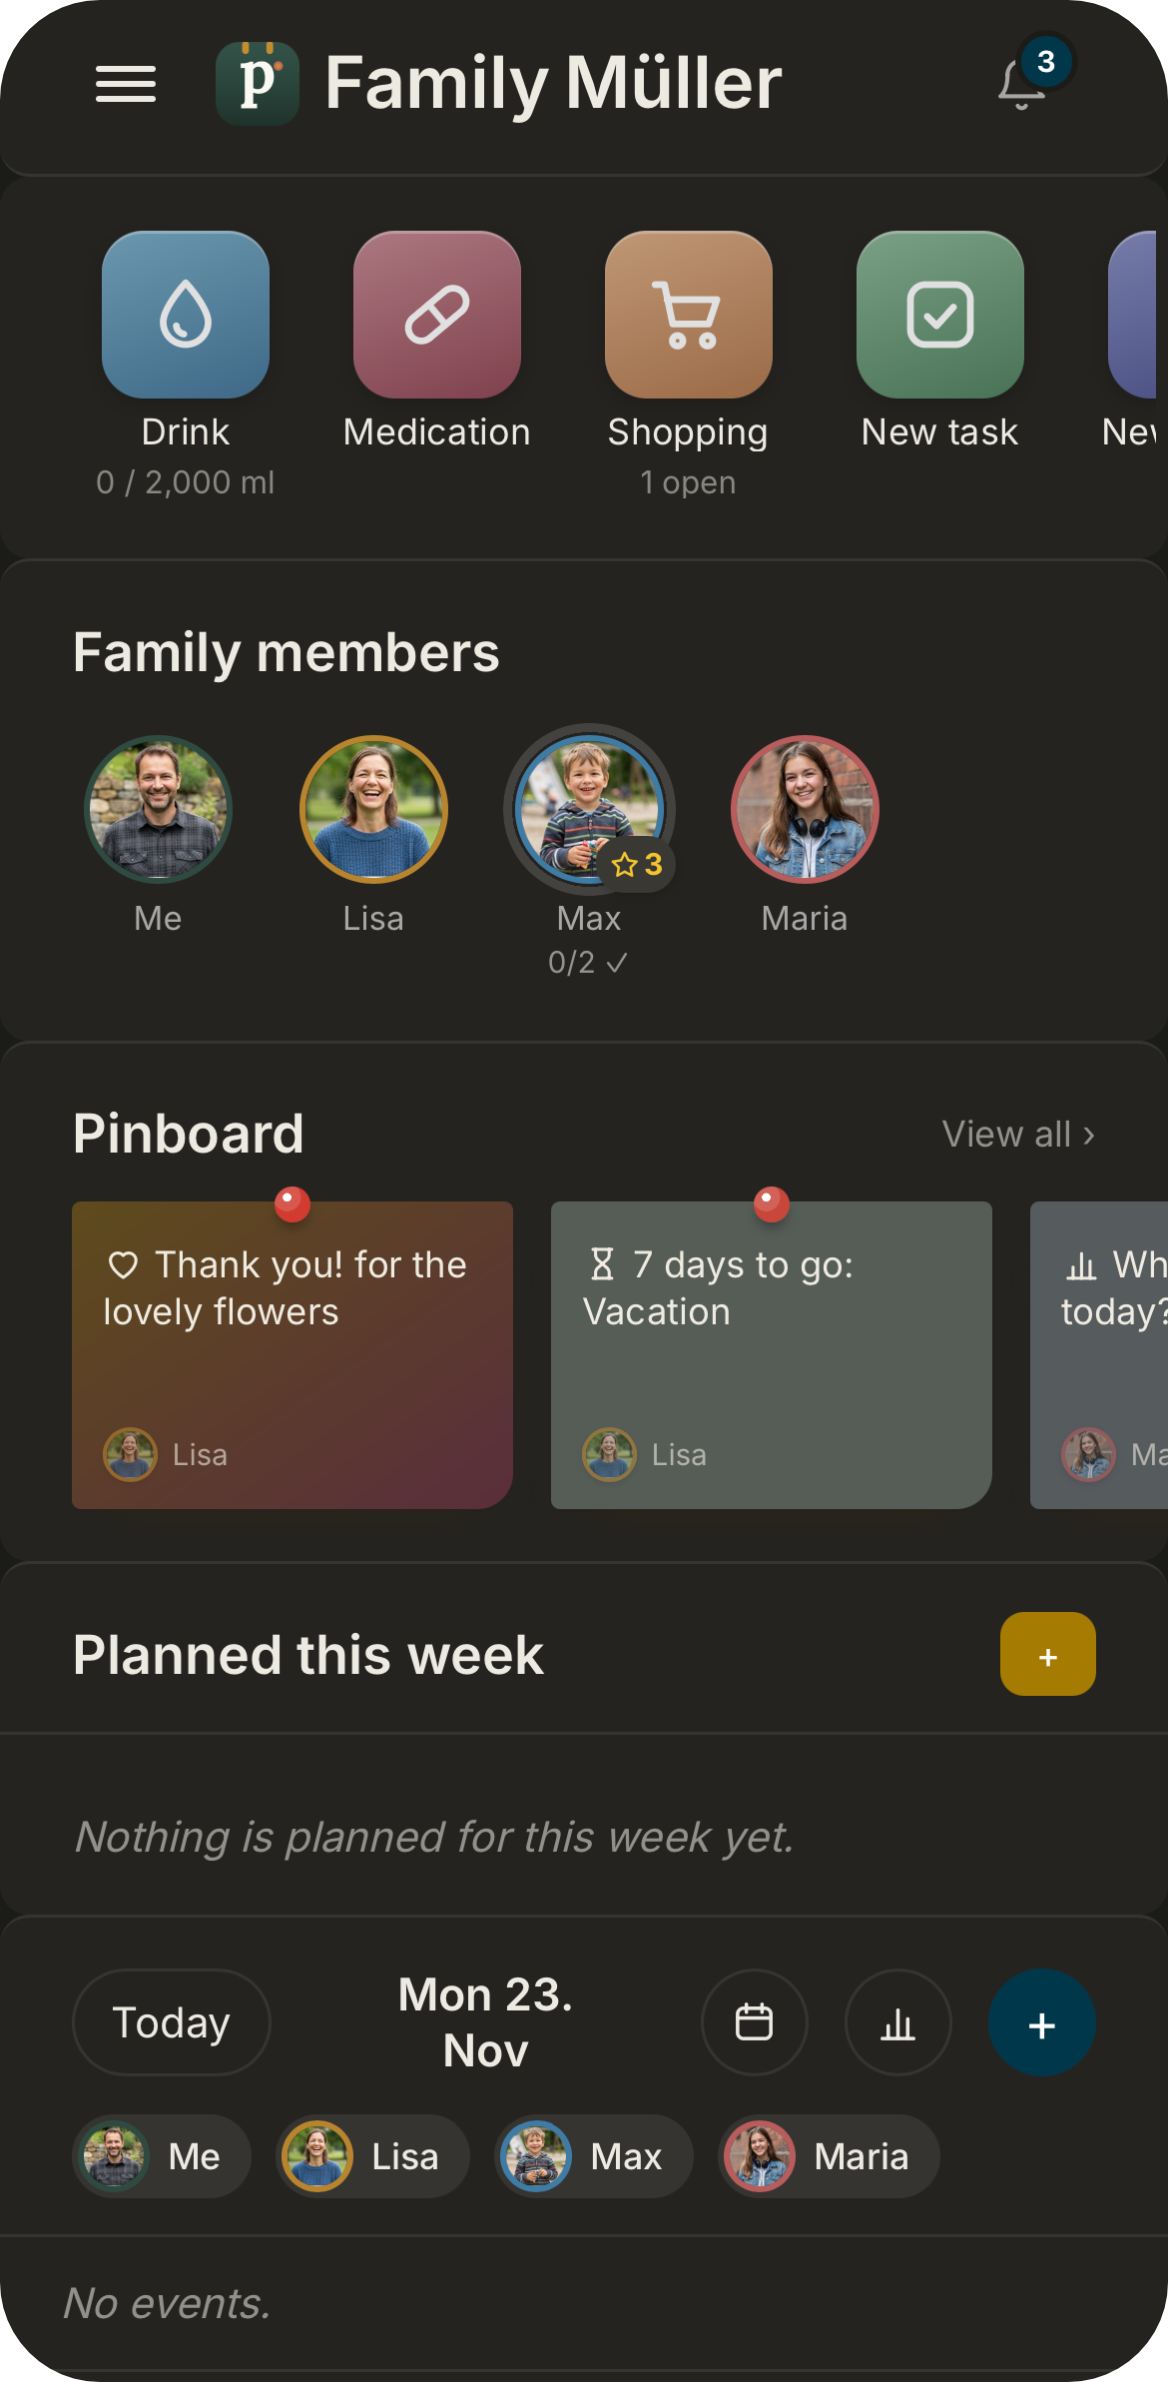 p
Family Müller
3
Drink
Medication
Shopping
New task
0 / 2,000 ml
1 open
Family members
3
Me
Lisa
Max
Maria
0/2 ✓
Pinboard
View all ›
Thank you! for the
lovely flowers
Lisa
7 days to go:
Vacation
Lisa
today?
Planned this week
+
Nothing is planned for this week yet.
Today
Mon 23.
Nov
+
Me
Lisa
Max
Maria
No events.